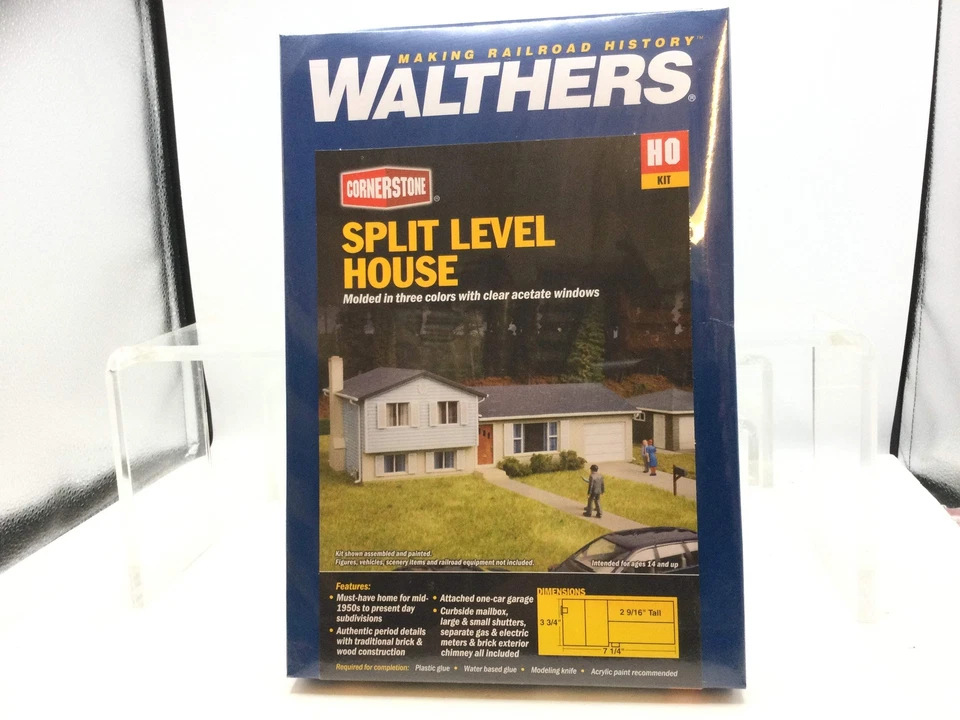 MAKING RAILROAD HISTORY™
WALTHERS®
HO
KIT
CORNERSTONE®
SPLIT LEVEL
HOUSE
Molded in three colors with clear acetate windows
Kit shown assembled and painted.
Figures, vehicles, scenery items and railroad equipment not included.
Intended for ages 14 and up
Features:
• Must-have home for mid-
1950s to present day
subdivisions
• Authentic period details
with traditional brick &
wood construction
• Attached one-car garage
• Curbside mailbox,
large & small shutters,
separate gas & electric
meters & brick exterior
chimney all included
DIMENSIONS
2 9/16" Tall
3 3/4"
7 1/4"
Required for completion: Plastic glue • Water based glue • Modeling knife • Acrylic paint recommended